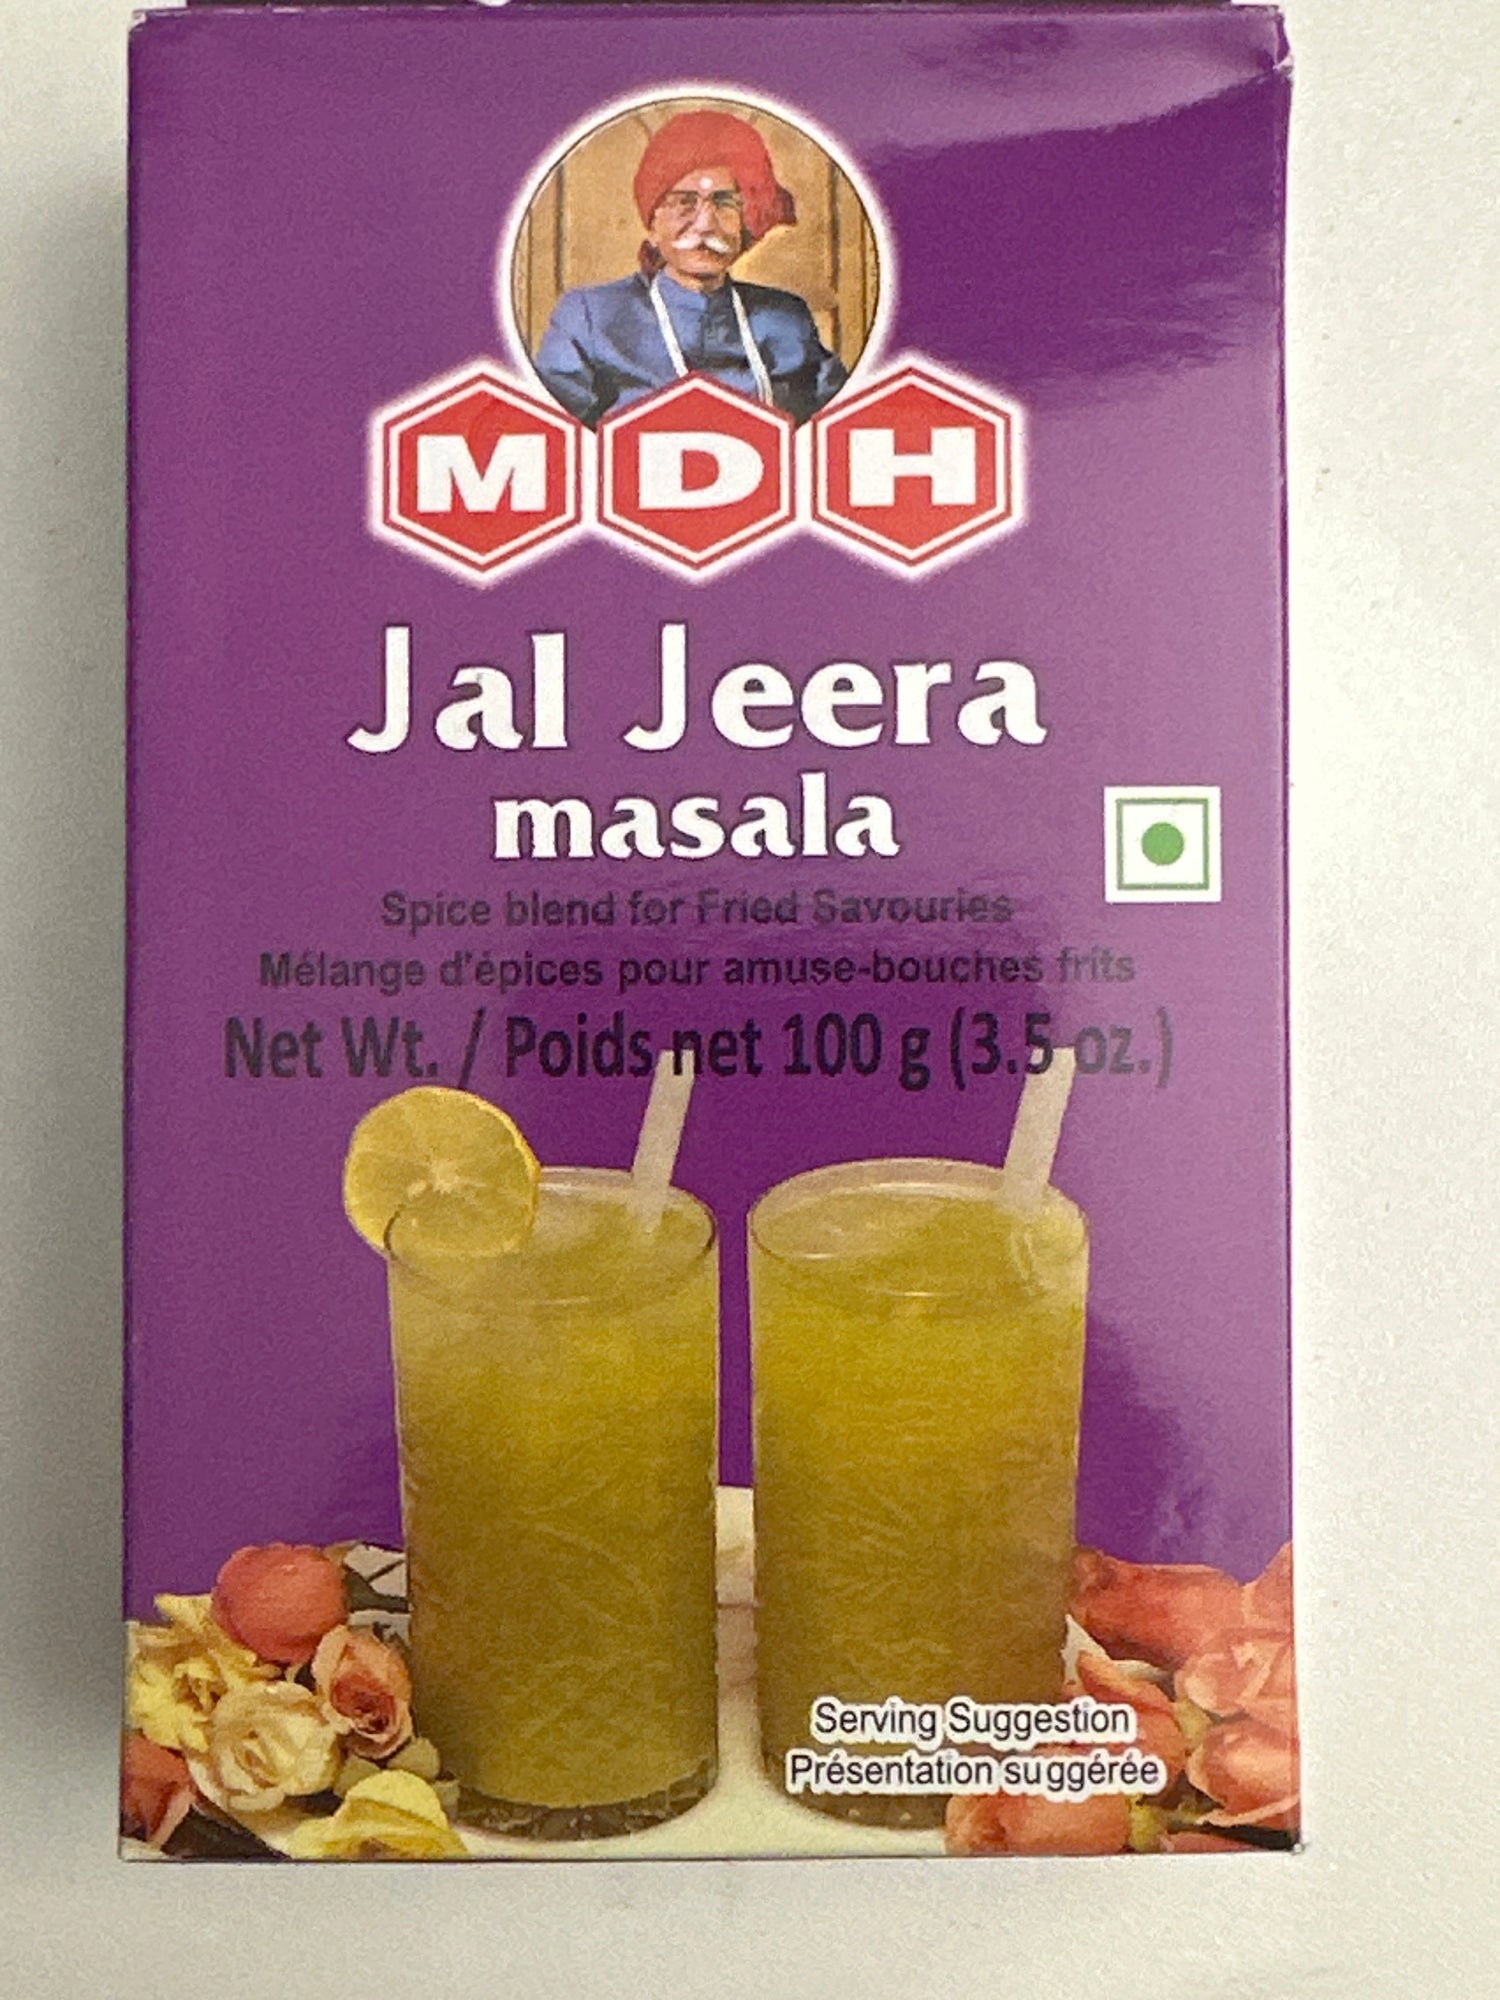 MDH
Jal Jeera
masala
Spice blend for Fried Savouries
Mélange d'épices pour amuse-bouches frits
Net Wt. / Poids net 100 g (3.5 oz.)
Serving Suggestion
Présentation suggérée